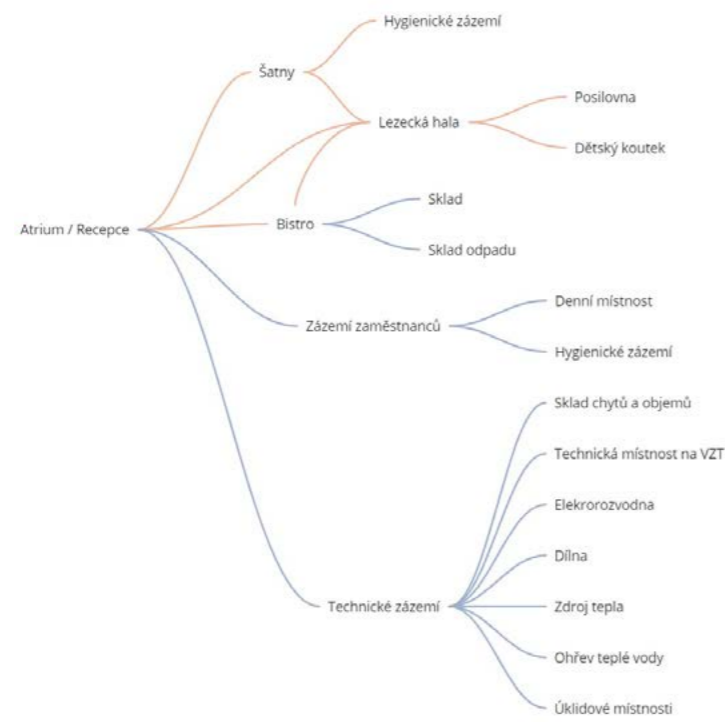 Hygienické zázemí
Šatny
Posilovna
Lezecká hala
Dětský koutek
Sklad
Bistro
Atrium / Recepce
Sklad odpadu
Denní místnost
Zázemí zaměstnanců
Hygienické zázemí
Sklad chytů a objemů
Technická místnost na VZT
Elekrorozvodna
Dílna
Technické zázemí
Zdroj tepla
Ohřev teplé vody
Úklidové místnosti